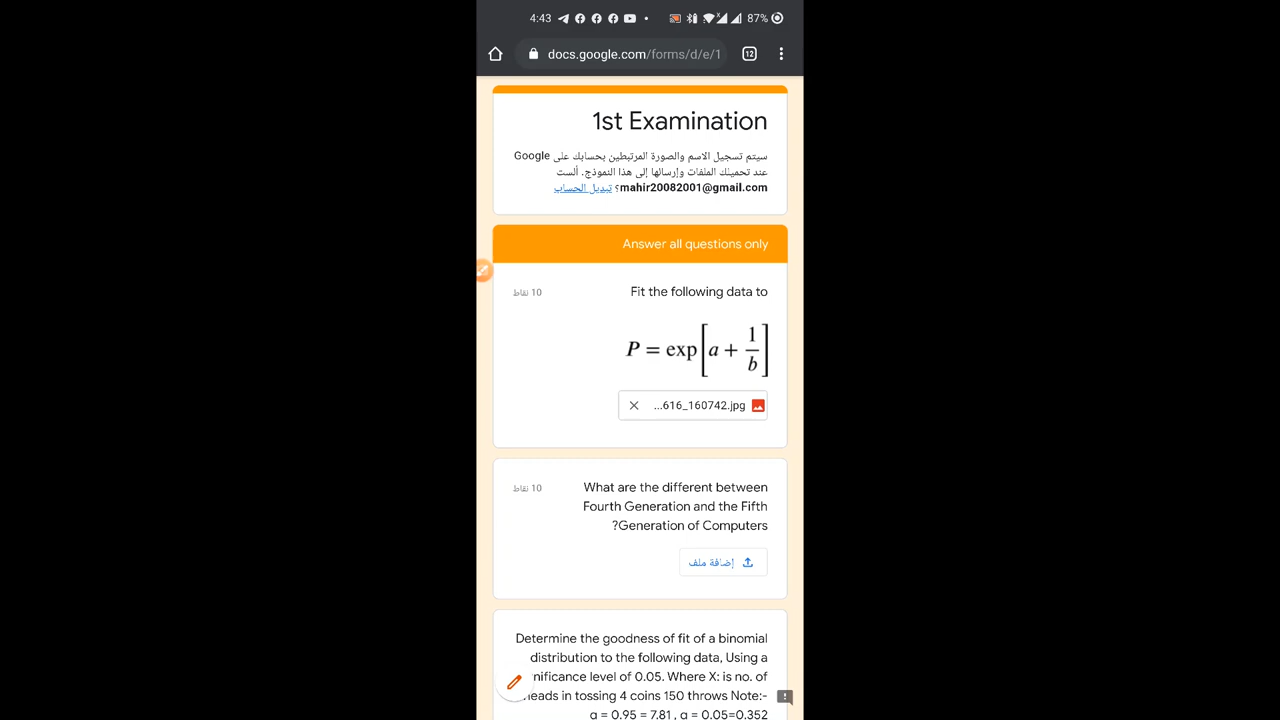 4:43
87%
docs.google.com/forms/d/e/1
12
1st Examination
سيتم تسجيل الاسم والصورة المرتبطين بحسابك على Google
عند تحميلك الملفات وإرسالها إلى هذا النموذج. ألست
mahir20082001@gmail.com؟ تبديل الحساب
Answer all questions only
Fit the following data to
10 نقاط
P = exp[a + 1/b]
...616_160742.jpg
What are the different between
10 نقاط
Fourth Generation and the Fifth
?Generation of Computers
إضافة ملف
Determine the goodness of fit of a binomial
distribution to the following data, Using a
nificance level of 0.05. Where X: is no. of
eads in tossing 4 coins 150 throws Note:-
α = 0.95 = 7.81 , α = 0.05=0.352